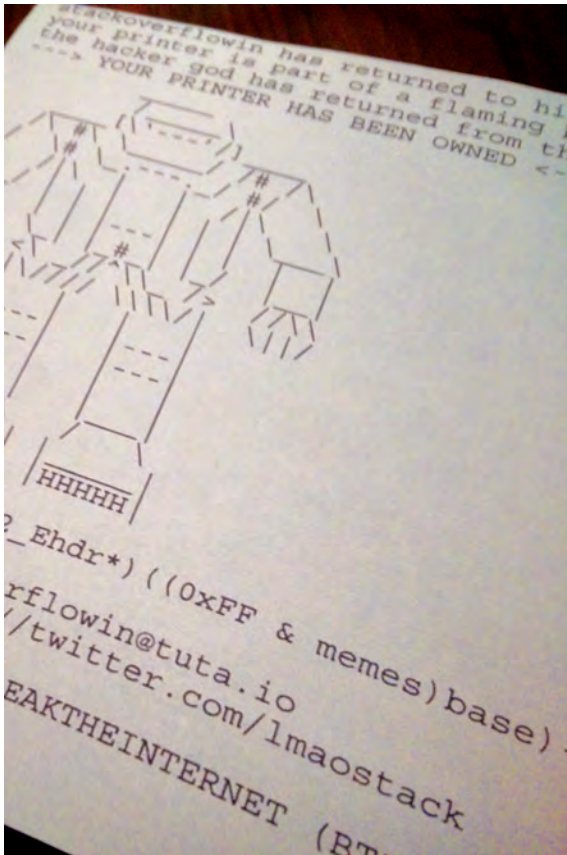 stackoverflowin has returned to hi
your printer is part of a flaming
the hacker god has returned from th
---> YOUR PRINTER HAS BEEN OWNED <-
HHHHH
_Ehdr*)((0xFF & memes)base)
rflowin@tuta.io
//twitter.com/lmaostack
EAKTHEINTERNET (BT